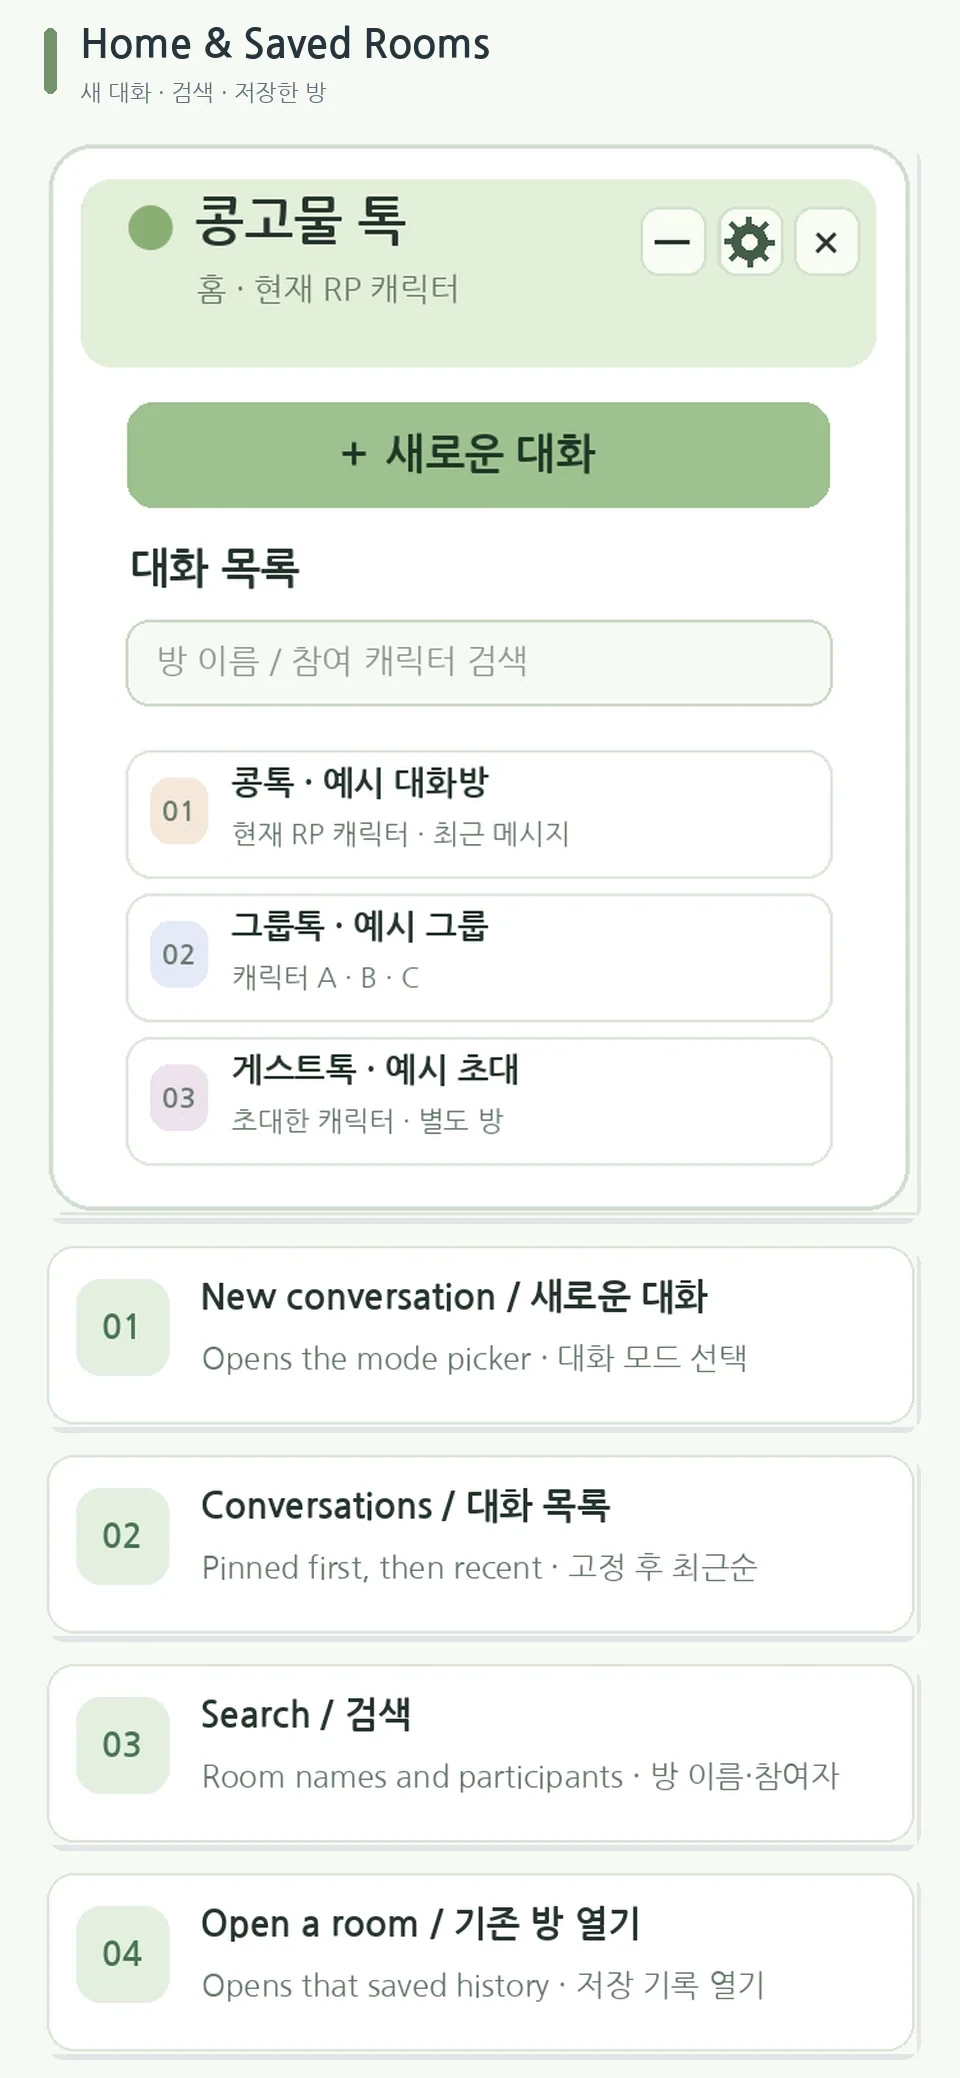 Home & Saved Rooms
새 대화 · 검색 · 저장한 방
콩고물 톡
홈 · 현재 RP 캐릭터
+ 새로운 대화
대화 목록
방 이름 / 참여 캐릭터 검색
01
콩톡 · 예시 대화방
현재 RP 캐릭터 · 최근 메시지
02
그룹톡 · 예시 그룹
캐릭터 A · B · C
03
게스트톡 · 예시 초대
초대한 캐릭터 · 별도 방
01
New conversation / 새로운 대화
Opens the mode picker · 대화 모드 선택
02
Conversations / 대화 목록
Pinned first, then recent · 고정 후 최근순
03
Search / 검색
Room names and participants · 방 이름·참여자
04
Open a room / 기존 방 열기
Opens that saved history · 저장 기록 열기